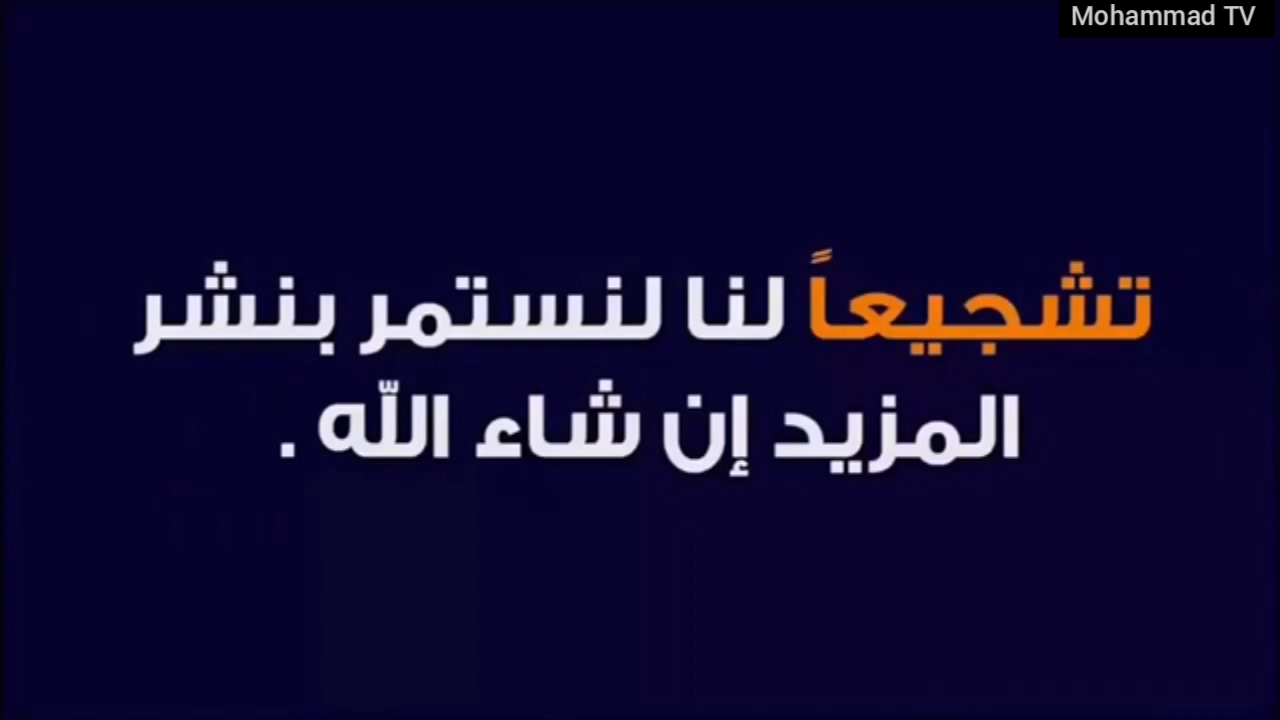 Mohammad TV
تشجيعاً لنا لنستمر بنشر
المزيد إن شاء اللّه .